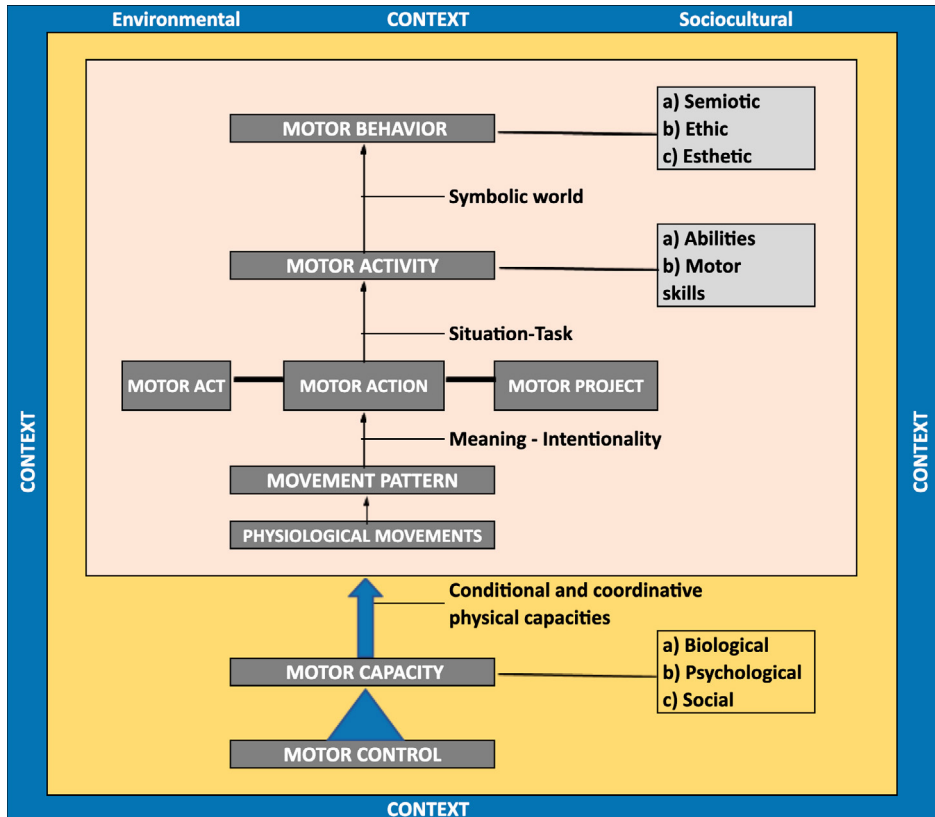 Environmental CONTEXT Sociocultural
MOTOR BEHAVIOR
a) Semiotic
b) Ethic
c) Esthetic
Symbolic world
MOTOR ACTIVITY
a) Abilities
b) Motor
skills
Situation-Task
MOTOR ACT
MOTOR ACTION
MOTOR PROJECT
CONTEXT
CONTEXT
Meaning - Intentionality
MOVEMENT PATTERN
PHYSIOLOGICAL MOVEMENTS
Conditional and coordinative
physical capacities
MOTOR CAPACITY
a) Biological
b) Psychological
c) Social
MOTOR CONTROL
CONTEXT